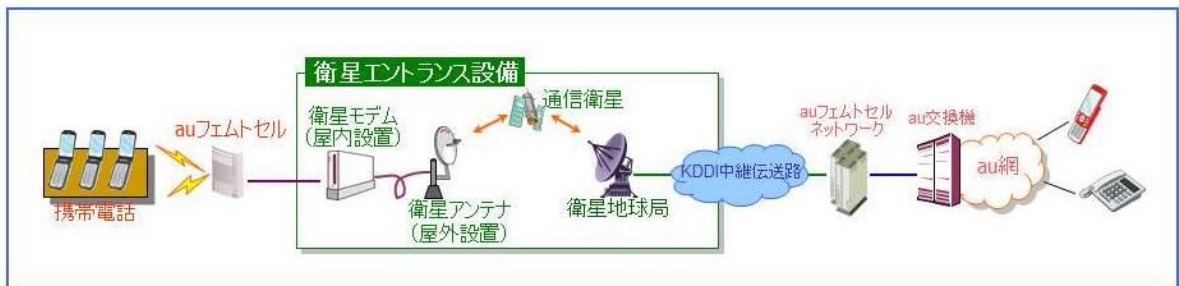 衛星エントランス設備
携帯電話
auフェムトセル
衛星モデム
(屋内設置)
衛星アンテナ
(屋外設置)
通信衛星
衛星地球局
KDDI中継伝送路
auフェムトセル
ネットワーク
au交換機
au網